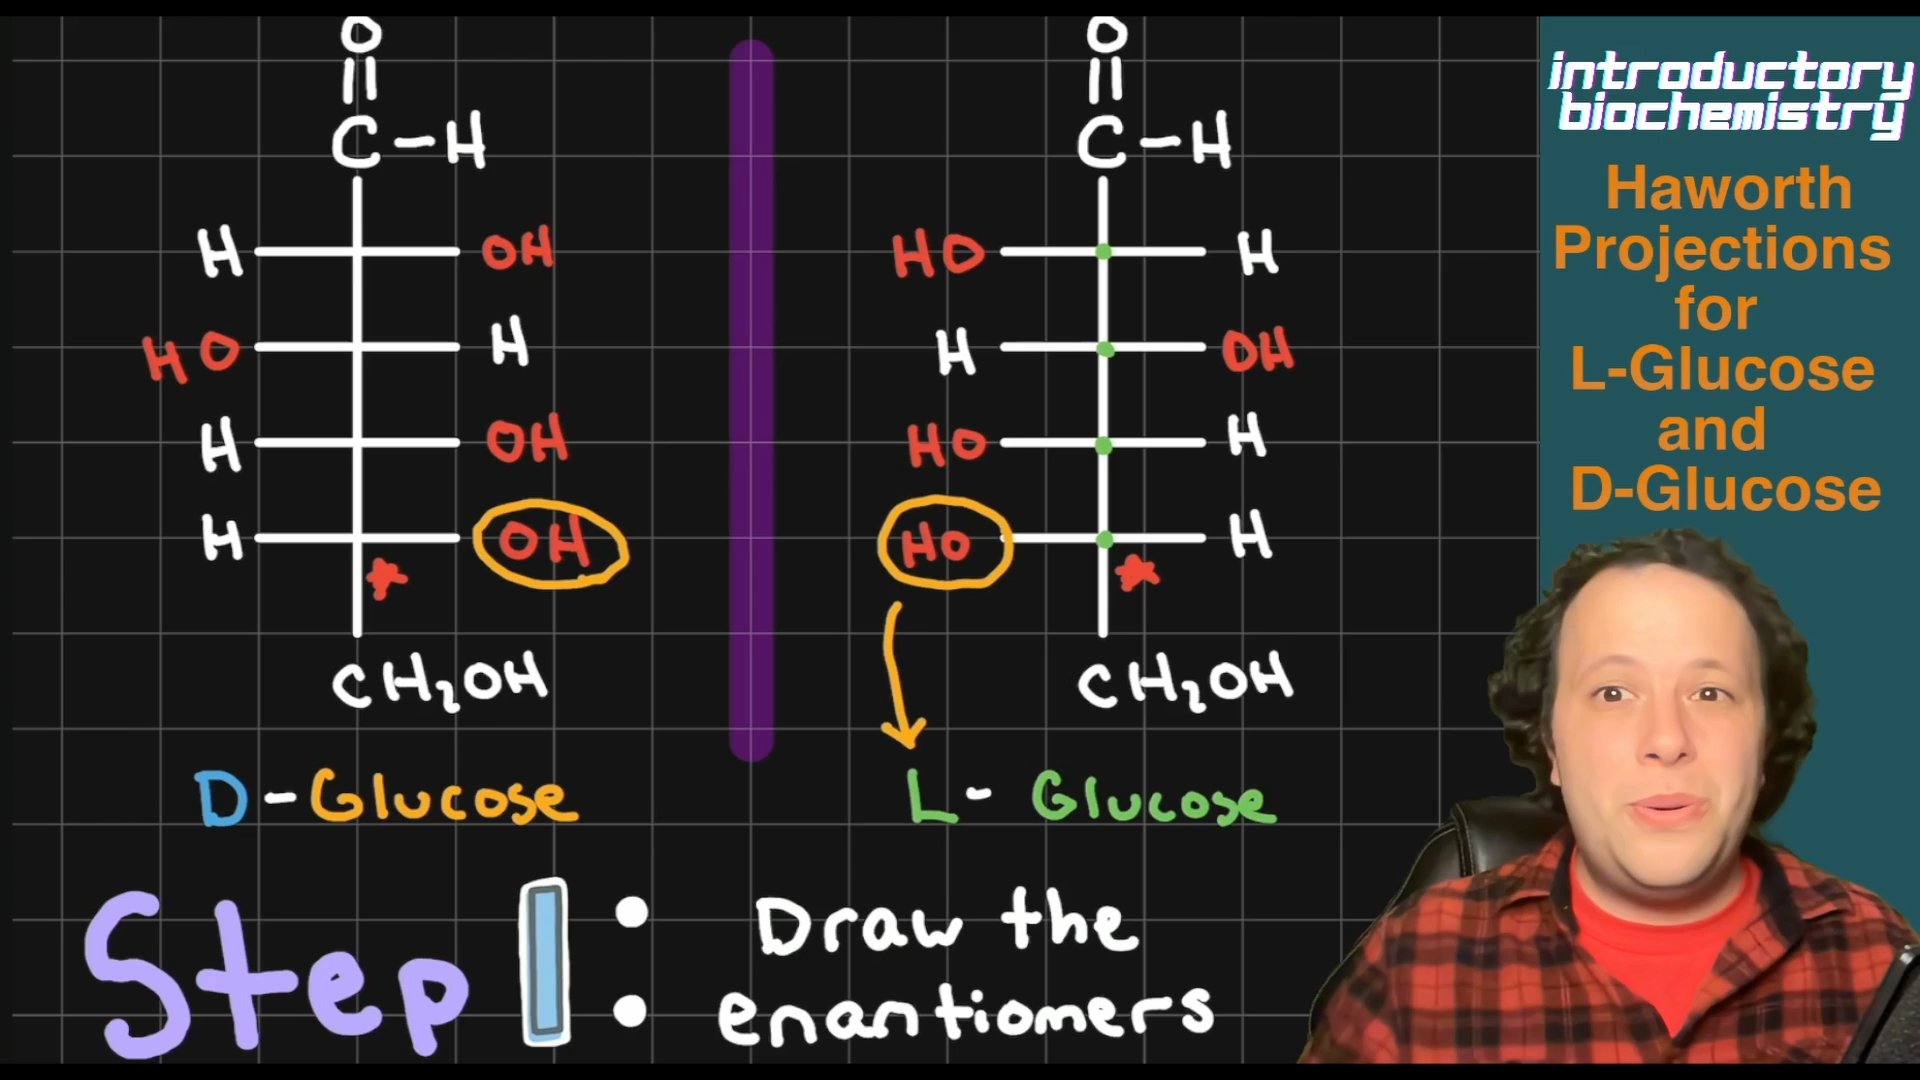 O
||
C-H
H OH
HO H
H OH
H OH
CH₂OH
D-Glucose
O
||
C-H
HO H
H OH
HO H
HO H
CH₂OH
L- Glucose
Step 1: Draw the
enantiomers
introductory
biochemistry
Haworth
Projections
for
L-Glucose
and
D-Glucose